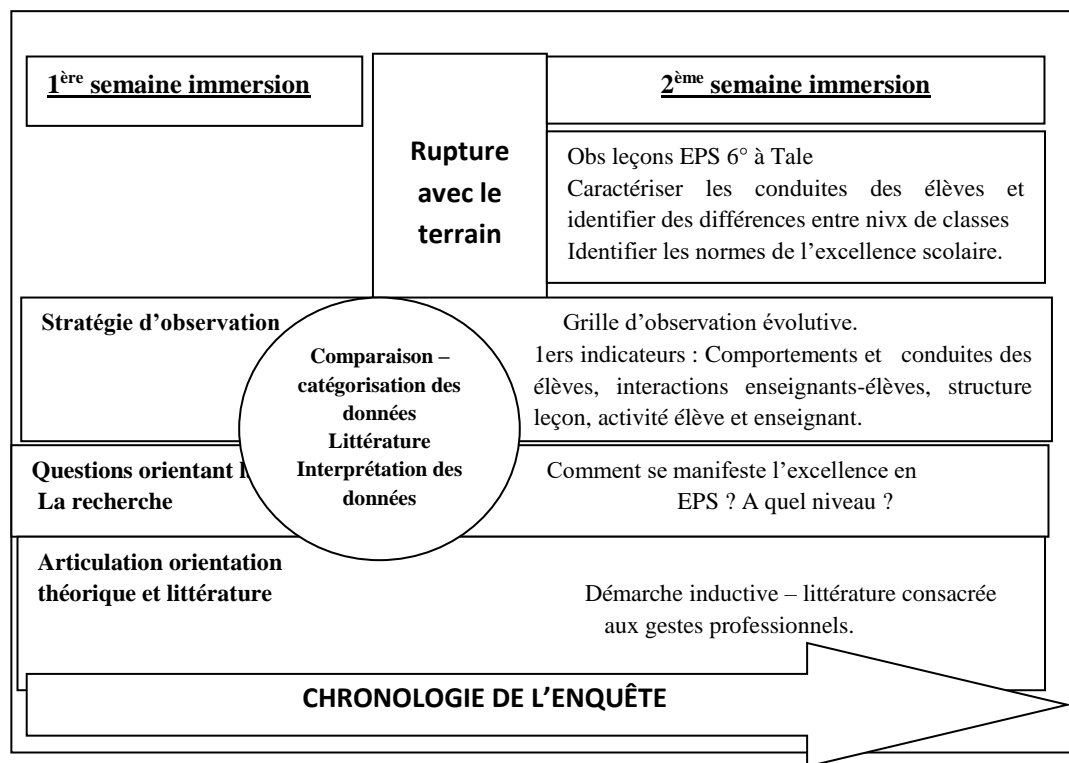 1ère semaine immersion
Rupture
avec le
terrain
2ème semaine immersion
Obs leçons EPS 6° à Tale
Caractériser les conduites des élèves et
identifier des différences entre nivx de classes
Identifier les normes de l’excellence scolaire.
Stratégie d’observation
Comparaison –
catégorisation des
données
Littérature
Interprétation des
données
Grille d’observation évolutive.
1ers indicateurs : Comportements et conduites des
élèves, interactions enseignants-élèves, structure
leçon, activité élève et enseignant.
Questions orientant
La recherche
Comment se manifeste l’excellence en
EPS ? A quel niveau ?
Articulation orientation
théorique et littérature
Démarche inductive – littérature consacrée
aux gestes professionnels.
CHRONOLOGIE DE L’ENQUÊTE